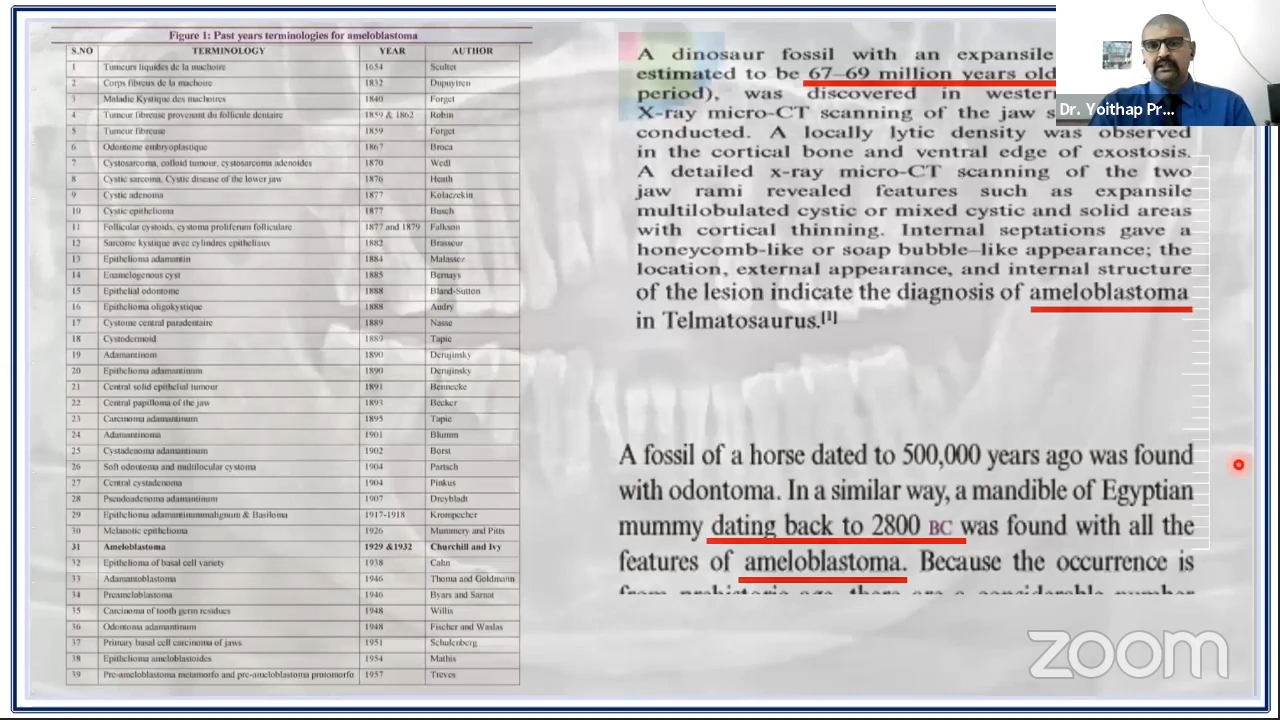 Figure 1: Past years terminologies for ameloblastoma
S.NO TERMINOLOGY YEAR AUTHOR
1 Tumeurs liquides de la machoire 1654 Scultet
2 Corps fibreux de la machoire 1832 Dupuytren
3 Maladie Kystique des machoires 1840 Forget
4 Tumeur fibreuse provenant du follicule dentaire 1859 & 1862 Robin
5 Tumeur fibreuse 1859 Forget
6 Odontome embryoplastique 1867 Broca
7 Cystosarcoma, colloid tumour, cystosarcoma adenoides 1870 Wedl
8 Cystic sarcoma, Cystic disease of the lower jaw 1876 Heath
9 Cystic adenoma 1877 Kolaczekin
10 Cystic epithelioma 1877 Busch
11 Follicular cystoids, cystoma proliferum folliculare 1877 and 1879 Falkson
12 Sarcome kystique avec cylindres epitheliaux 1882 Brasseur
13 Epithelioma adamantin 1884 Malassez
14 Enamelogenous cyst 1885 Bernays
15 Epithelial odontome 1888 Bland-Sutton
16 Epithelioma oligokystique 1888 Audry
17 Cystome central paradentaire 1889 Nasse
18 Cystodermoid 1889 Tapie
19 Adamantinom 1890 Derujinsky
20 Epithelioma adamantinum 1890 Derujinsky
21 Central solid epithelial tumour 1891 Bennecke
22 Central papilloma of the jaw 1893 Becker
23 Carcinoma adamantinum 1895 Tapie
24 Adamantinoma 1901 Blumm
25 Cystadenoma adamantinum 1902 Borst
26 Soft odontoma and multilocular cystoma 1904 Partsch
27 Central cystadenoma 1904 Pinkus
28 Pseudoadenoma adamantinum 1907 Dreybladt
29 Epithelioma adamantinummalignum & Basiloma 1917-1918 Krompecher
30 Melanotic epithelioma 1926 Mummery and Pitts
31 Ameloblastoma 1929 &1932 Churchill and Ivy
32 Epithelioma of basal cell variety 1938 Cahn
33 Adamantoblastoma 1946 Thoma and Goldmann
34 Preameloblastoma 1946 Byars and Sarnat
35 Carcinoma of tooth germ residues 1948 Willis
36 Odontoma adamantinum 1948 Fischer and Waslas
37 Primary basal cell carcinoma of jaws 1951 Schulenberg
38 Epithelioma ameloblastoides 1954 Mathis
39 Pre-ameloblastoma metamorfo and pre-ameloblastoma protomorfo 1957 Treves
A dinosaur fossil with an expansile
estimated to be 67–69 million years old
period), was discovered in western
X-ray micro-CT scanning of the jaw
conducted. A locally lytic density was observed
in the cortical bone and ventral edge of exostosis.
A detailed x-ray micro-CT scanning of the two
jaw rami revealed features such as expansile
multilobulated cystic or mixed cystic and solid areas
with cortical thinning. Internal septations gave a
honeycomb-like or soap bubble–like appearance; the
location, external appearance, and internal structure
of the lesion indicate the diagnosis of ameloblastoma
in Telmatosaurus.[1]
Dr. Yoithap Pr...
A fossil of a horse dated to 500,000 years ago was found
with odontoma. In a similar way, a mandible of Egyptian
mummy dating back to 2800 BC was found with all the
features of ameloblastoma. Because the occurrence is
from prehistoric age, there are a considerable number
zoom